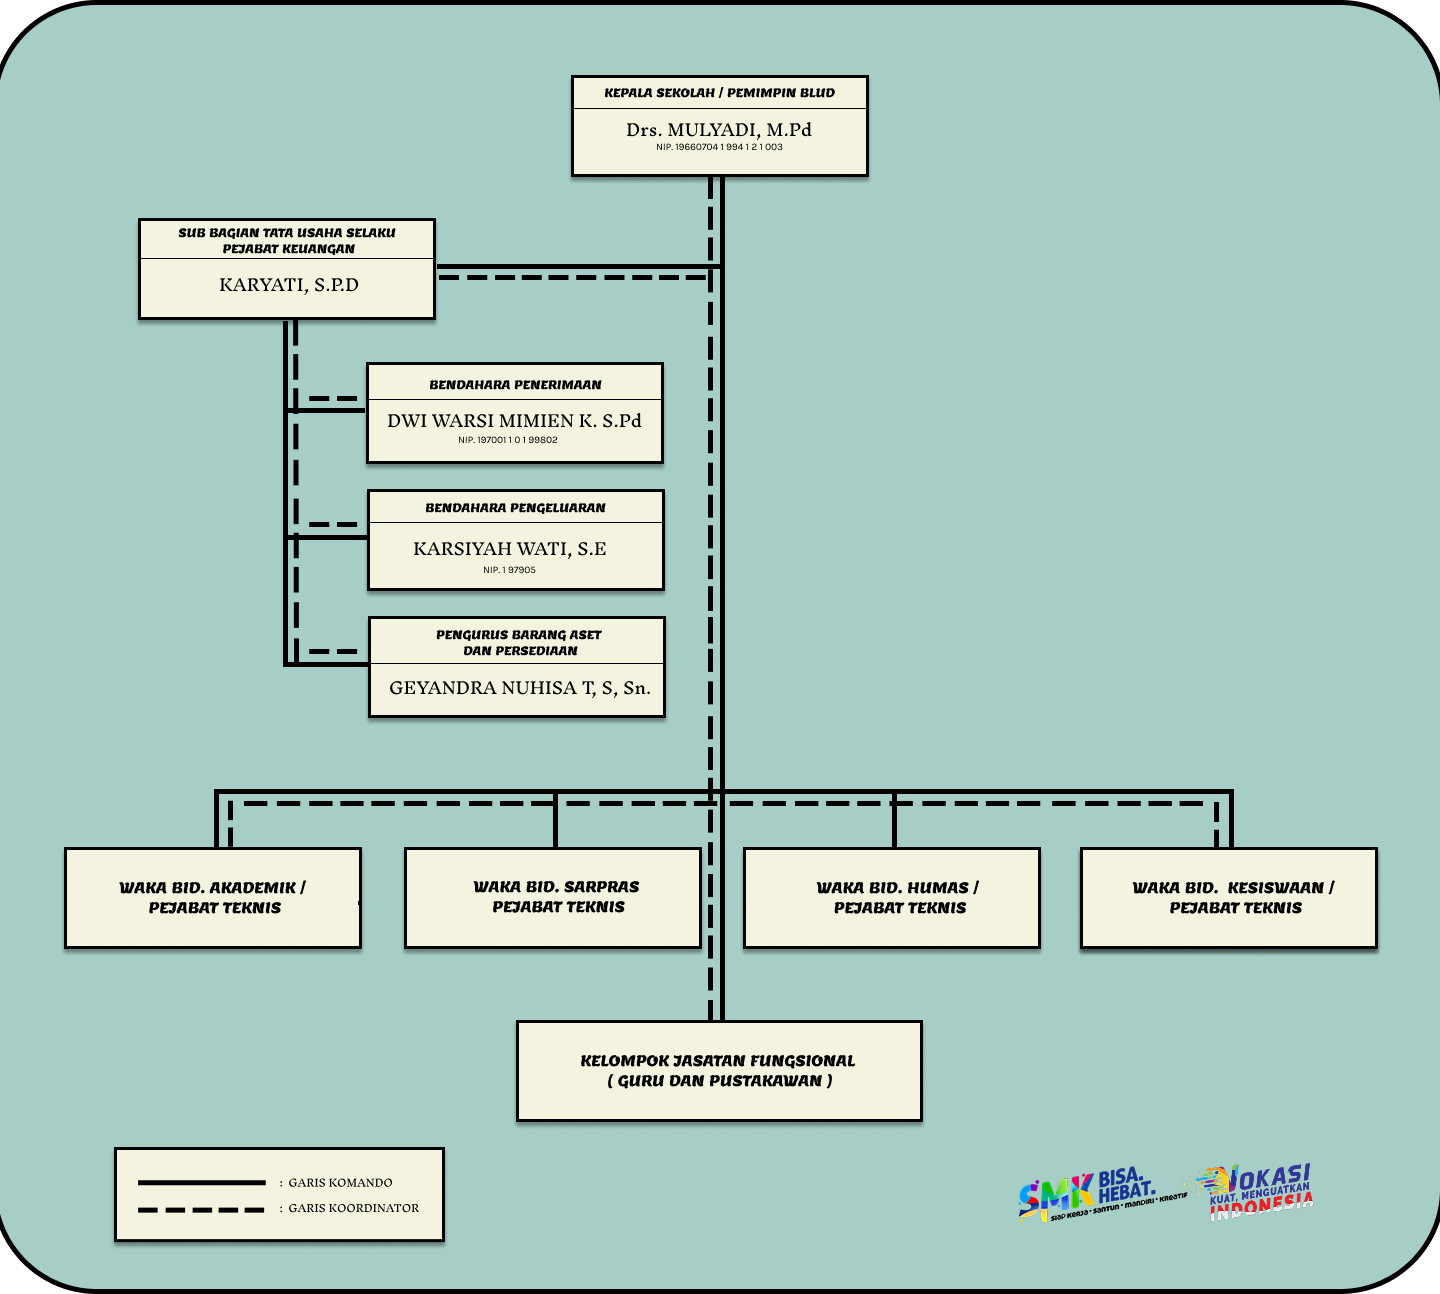 KEPALA SEKOLAH / PEMIMPIN BLUD
Drs. MULYADI, M.Pd
NIP. 19660704 1 994 1 2 1 003
SUB BAGIAN TATA USAHA SELAKU
PEJABAT KEUANGAN
KARYATI, S.P.D
BENDAHARA PENERIMAAN
DWI WARSI MIMIEN K. S.Pd
NIP. 197001 1 0 1 99802
BENDAHARA PENGELUARAN
KARSIYAH WATI, S.E
NIP. 1 97905
PENGURUS BARANG ASET
DAN PERSEDIAAN
GEYANDRA NUHISA T, S, Sn.
WAKA BID. AKADEMIK /
PEJABAT TEKNIS
WAKA BID. SARPRAS
PEJABAT TEKNIS
WAKA BID. HUMAS /
PEJABAT TEKNIS
WAKA BID. KESISWAAN /
PEJABAT TEKNIS
KELOMPOK JASATAN FUNGSIONAL
( GURU DAN PUSTAKAWAN )
: GARIS KOMANDO
: GARIS KOORDINATOR
SMK BISA.
HEBAT.
SIAP KERJA • SANTUN • MANDIRI • KREATIF
VOKASI
KUAT, MENGUATKAN
INDONESIA